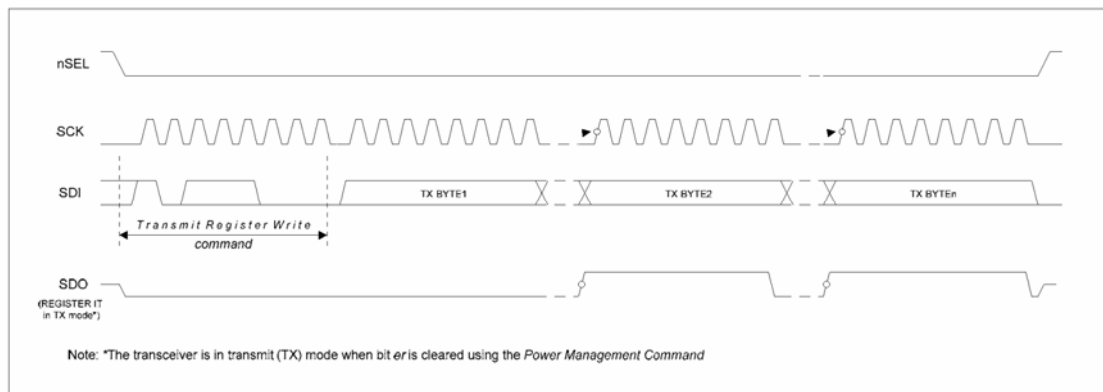 nSEL
SCK
SDI
TX BYTE1
TX BYTE2
TX BYTEn
Transmit Register Write
command
SDO
(REGISTER IT
in TX mode*)
Note: *The transceiver is in transmit (TX) mode when bit er is cleared using the Power Management Command